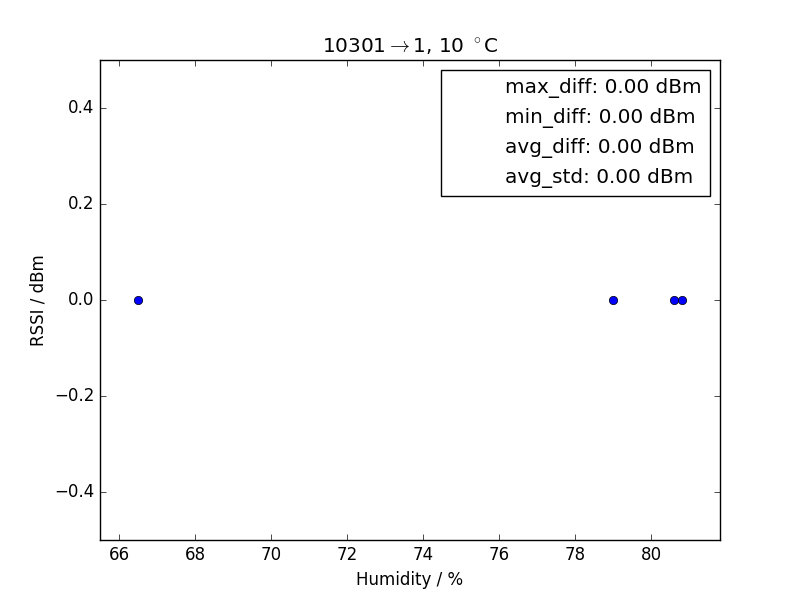 10301→1, 10 °C
max_diff: 0.00 dBm
min_diff: 0.00 dBm
avg_diff: 0.00 dBm
avg_std: 0.00 dBm
RSSI / dBm
0.4
0.2
0.0
−0.2
−0.4
66 68 70 72 74 76 78 80
Humidity / %